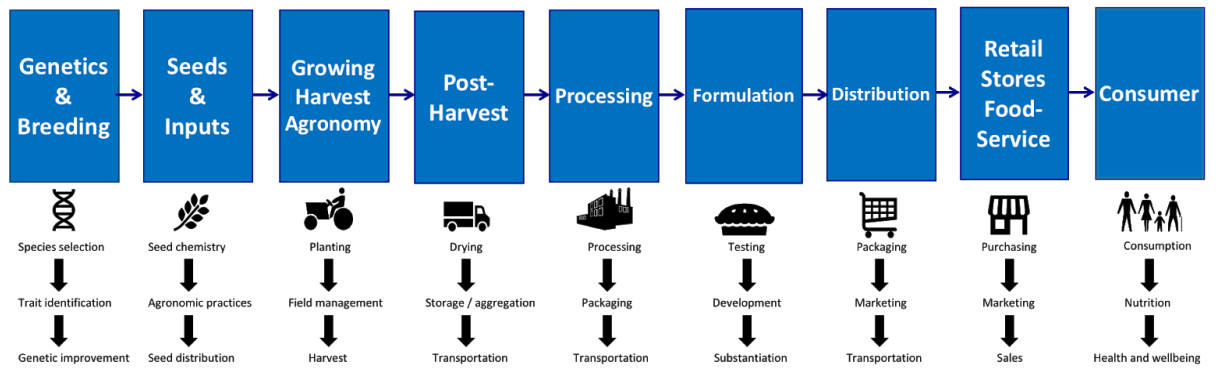 Genetics
&
Breeding
Seeds
&
Inputs
Growing
Harvest
Agronomy
Post-
Harvest
Processing
Formulation
Distribution
Retail
Stores
Food-
Service
Consumer
Species selection
Seed chemistry
Planting
Drying
Processing
Testing
Packaging
Purchasing
Consumption
Trait identification
Agronomic practices
Field management
Storage / aggregation
Packaging
Development
Marketing
Marketing
Nutrition
Genetic improvement
Seed distribution
Harvest
Transportation
Transportation
Substantiation
Transportation
Sales
Health and wellbeing